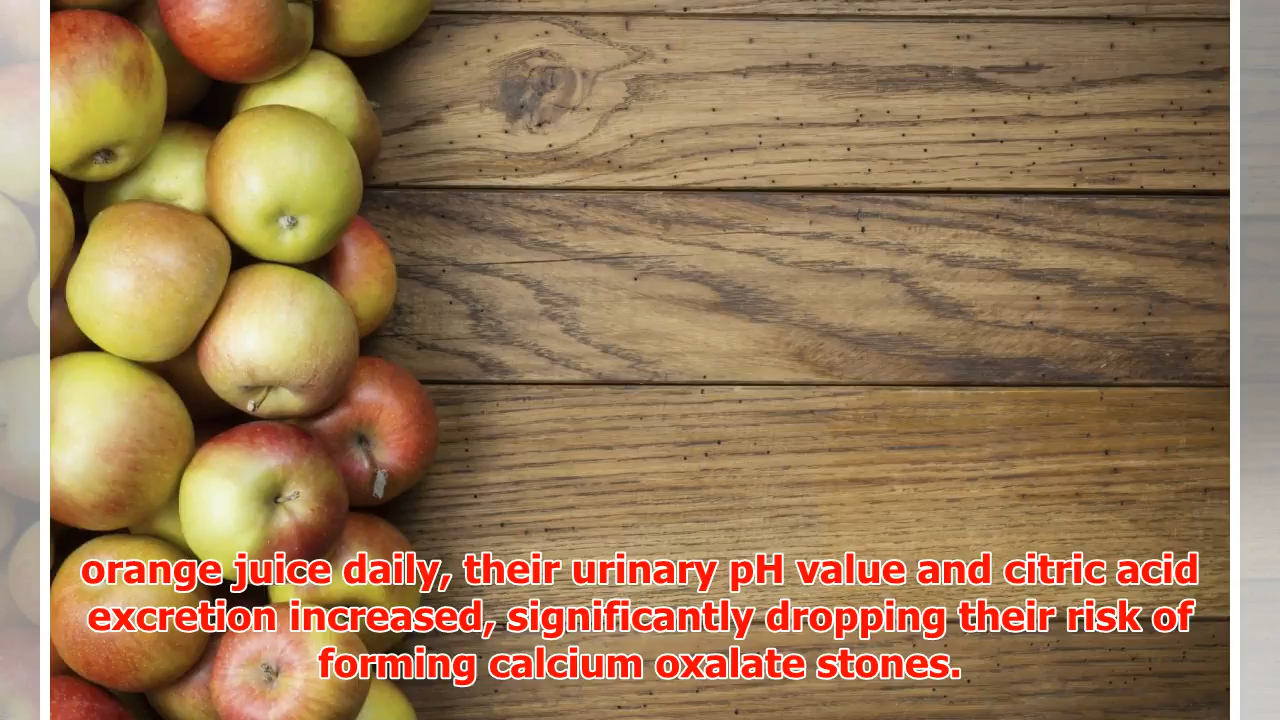 orange juice daily, their urinary pH value and citric acid
excretion increased, significantly dropping their risk of
forming calcium oxalate stones.